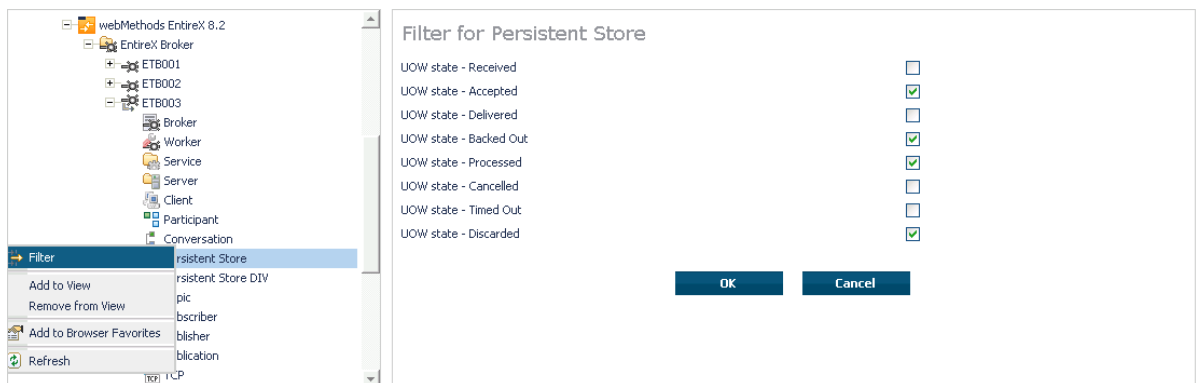 webMethods EntireX 8.2
EntireX Broker
ETB001
ETB002
ETB003
Broker
Worker
Service
Server
Client
Participant
Conversation
rsistent Store
rsistent Store DIV
pic
bscriber
blisher
blication
TCP
TCP
Filter
Add to View
Remove from View
Add to Browser Favorites
Refresh
Filter for Persistent Store
UOW state - Received
UOW state - Accepted
UOW state - Delivered
UOW state - Backed Out
UOW state - Processed
UOW state - Cancelled
UOW state - Timed Out
UOW state - Discarded
OK
Cancel